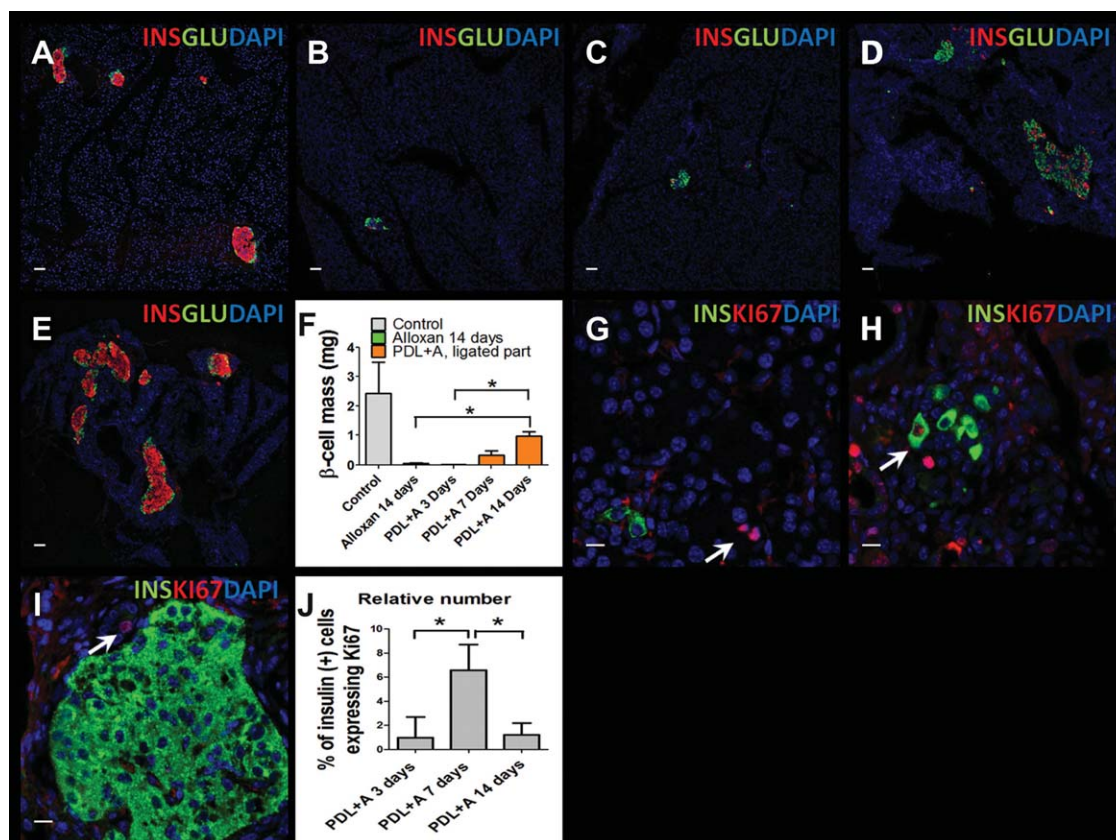 A
INSGLUDAPI
B
INSGLUDAPI
C
INSGLUDAPI
D
INSGLUDAPI
E
INSGLUDAPI
F
Control
Alloxan 14 days
PDL+A, ligated part
β-cell mass (mg)
4
3
2
1
0
*
*
Control
Alloxan 14 days
PDL+A 3 Days
PDL+A 7 Days
PDL+A 14 Days
G
INSKI67DAPI
H
INSKI67DAPI
I
INSKI67DAPI
J
Relative number
% of insulin (+) cells
expressing Ki67
10
8
6
4
2
0
*
*
PDL+A 3 days
PDL+A 7 days
PDL+A 14 days